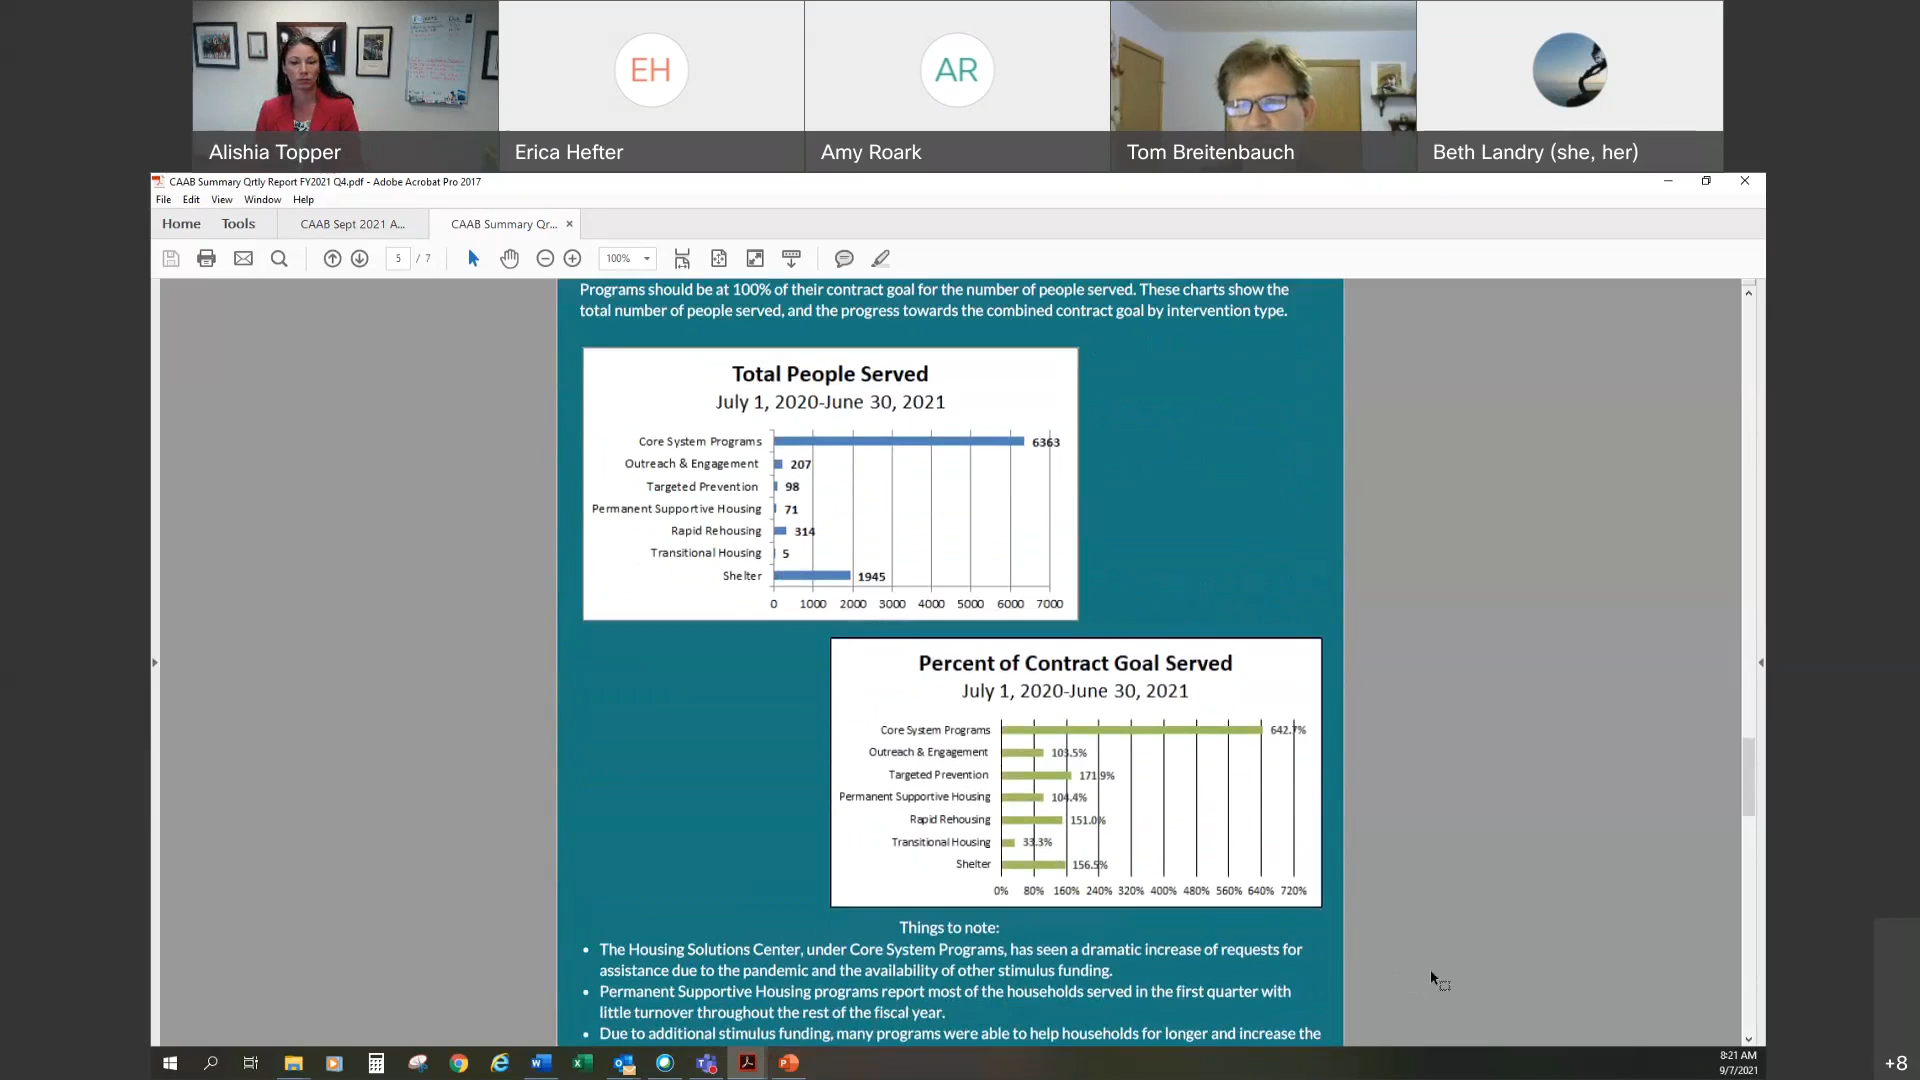 EH
AR
Alishia Topper
Erica Hefter
Amy Roark
Tom Breitenbauch
Beth Landry (she, her)
CAAB Summary Qrtly Report FY2021 Q4.pdf - Adobe Acrobat Pro 2017
File Edit View Window Help
Home Tools CAAB Sept 2021 A... CAAB Summary Qr... ×
5 / 7 100%
Programs should be at 100% of their contract goal for the number of people served. These charts show the
total number of people served, and the progress towards the combined contract goal by intervention type.
Total People Served
July 1, 2020-June 30, 2021
Core System Programs 6363
Outreach & Engagement 207
Targeted Prevention 98
Permanent Supportive Housing 71
Rapid Rehousing 314
Transitional Housing 5
Shelter 1945
0 1000 2000 3000 4000 5000 6000 7000
Percent of Contract Goal Served
July 1, 2020-June 30, 2021
Core System Programs 642.7%
Outreach & Engagement 103.5%
Targeted Prevention 171.9%
Permanent Supportive Housing 104.4%
Rapid Rehousing 151.0%
Transitional Housing 33.3%
Shelter 156.5%
0% 80% 160% 240% 320% 400% 480% 560% 640% 720%
Things to note:
• The Housing Solutions Center, under Core System Programs, has seen a dramatic increase of requests for
assistance due to the pandemic and the availability of other stimulus funding.
• Permanent Supportive Housing programs report most of the households served in the first quarter with
little turnover throughout the rest of the fiscal year.
• Due to additional stimulus funding, many programs were able to help households for longer and increase the
8:21 AM
9/7/2021
+8